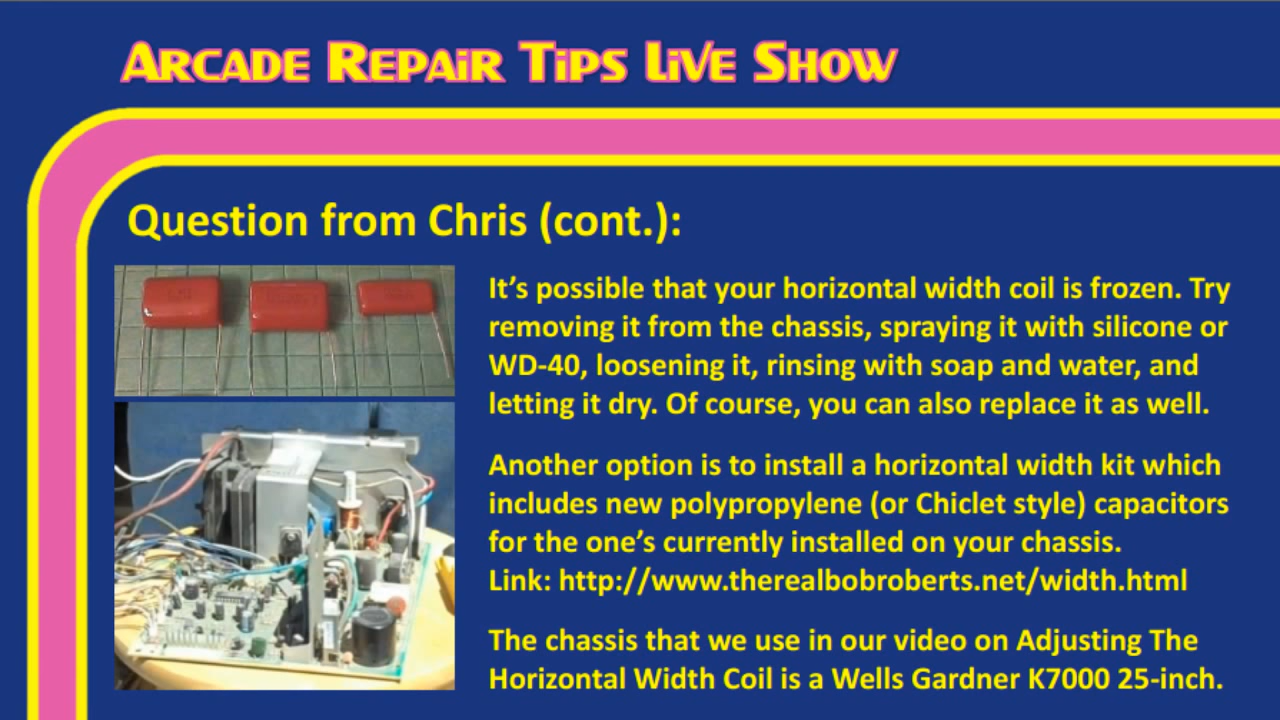 Arcade Repair Tips Live Show
Question from Chris (cont.):
It's possible that your horizontal width coil is frozen. Try
removing it from the chassis, spraying it with silicone or
WD-40, loosening it, rinsing with soap and water, and
letting it dry. Of course, you can also replace it as well.
Another option is to install a horizontal width kit which
includes new polypropylene (or Chiclet style) capacitors
for the one's currently installed on your chassis.
Link: http://www.therealbobroberts.net/width.html
The chassis that we use in our video on Adjusting The
Horizontal Width Coil is a Wells Gardner K7000 25-inch.